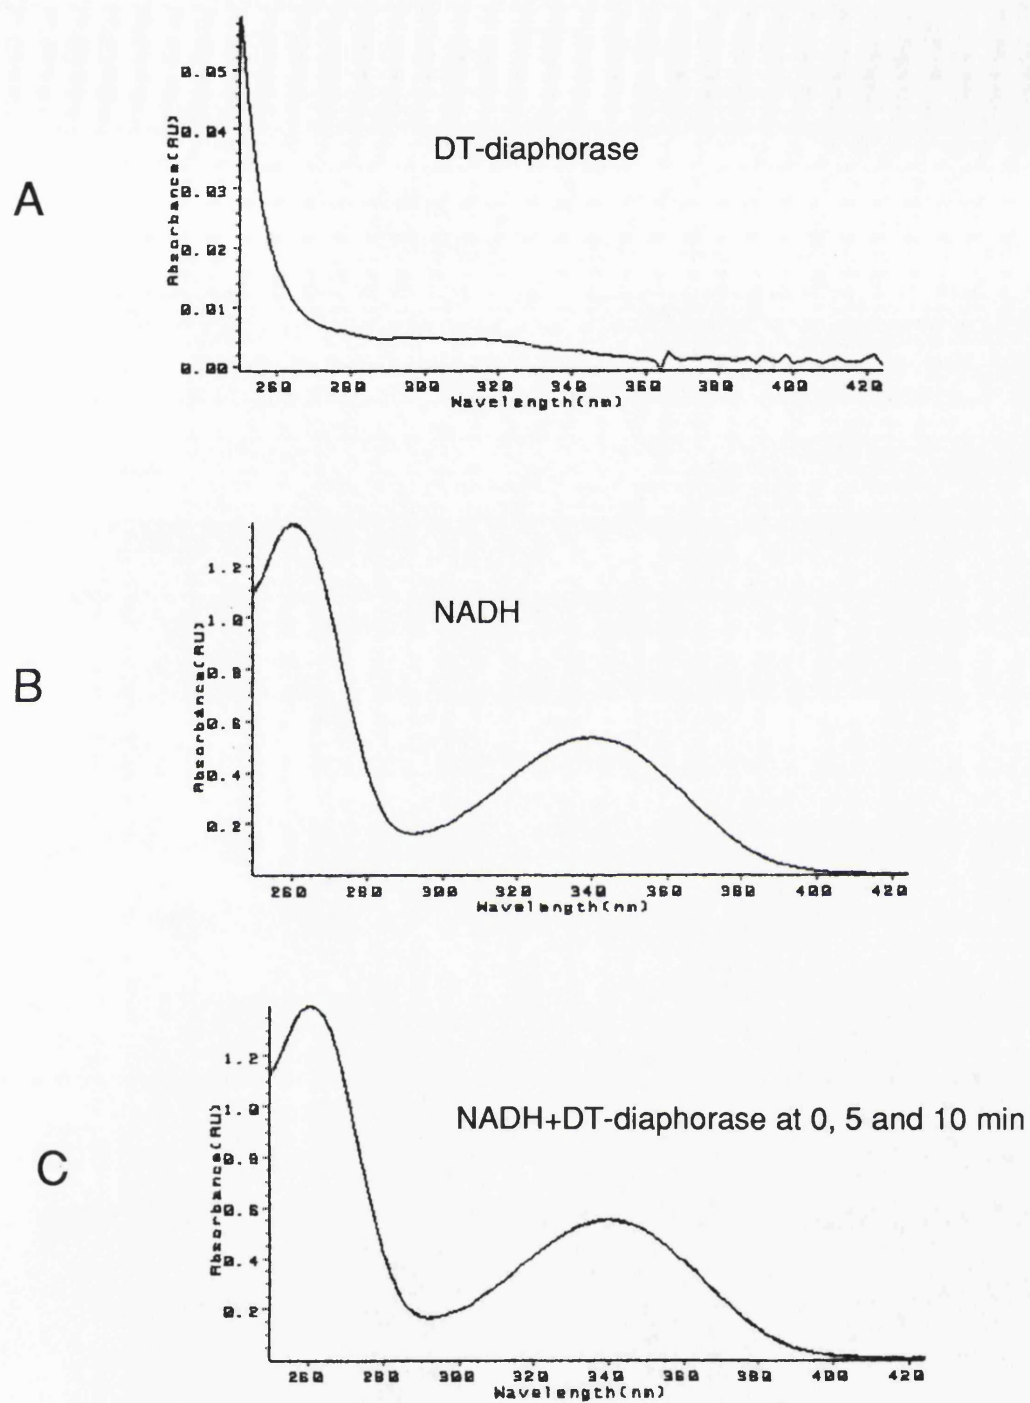 A
DT-diaphorase
Absorbance(AU)
0.05
0.04
0.03
0.02
0.01
0.00
260 280 300 320 340 360 380 400 420
Wavelength(nm)
B
NADH
Absorbance(AU)
1.2
1.0
0.8
0.6
0.4
0.2
260 280 300 320 340 360 380 400 420
Wavelength(nm)
C
NADH+DT-diaphorase at 0, 5 and 10 min
Absorbance(AU)
1.2
1.0
0.8
0.6
0.4
0.2
260 280 300 320 340 360 380 400 420
Wavelength(nm)